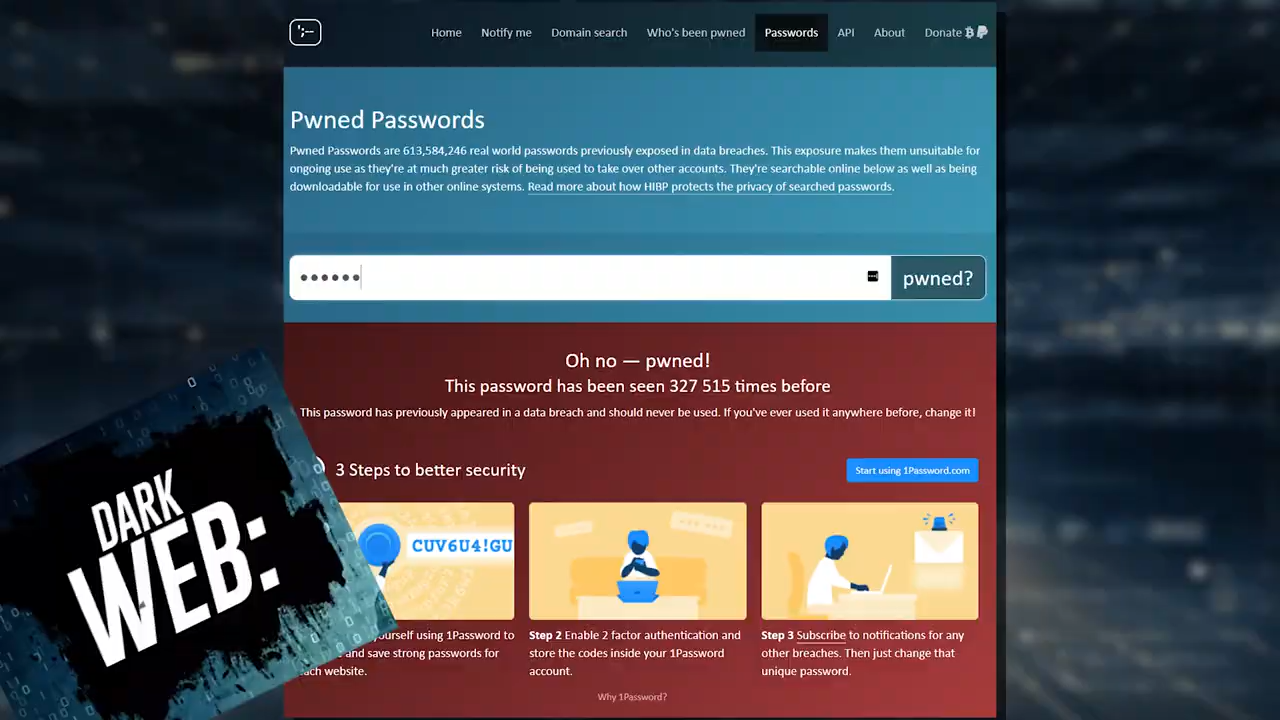 ';--
Home Notify me Domain search Who's been pwned Passwords API About Donate
Pwned Passwords
Pwned Passwords are 613,584,246 real world passwords previously exposed in data breaches. This exposure makes them unsuitable for
ongoing use as they're at much greater risk of being used to take over other accounts. They're searchable online below as well as being
downloadable for use in other online systems. Read more about how HIBP protects the privacy of searched passwords.
pwned?
Oh no — pwned!
This password has been seen 327 515 times before
This password has previously appeared in a data breach and should never be used. If you've ever used it anywhere before, change it!
3 Steps to better security
Start using 1Password.com
CUV6U4!GU
yourself using 1Password to
and save strong passwords for
each website.
Step 2 Enable 2 factor authentication and
store the codes inside your 1Password
account.
Step 3 Subscribe to notifications for any
other breaches. Then just change that
unique password.
Why 1Password?
DARK
WEB: